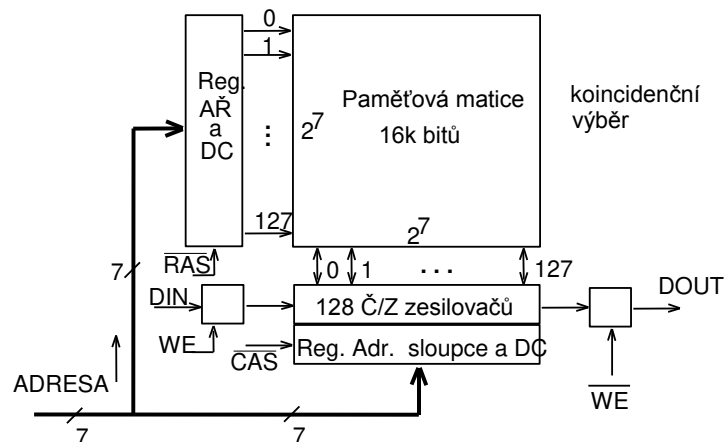 0
1
Reg.
AŘ
a
DC
...
127
Paměťová matice
16k bitů
2^7
2^7
koincidenční
výběr
7
RAS
0
1
...
127
DIN
128 Č/Z zesilovačů
DOUT
WE
CAS
Reg. Adr. sloupce a DC
ADRESA
WE
7
7